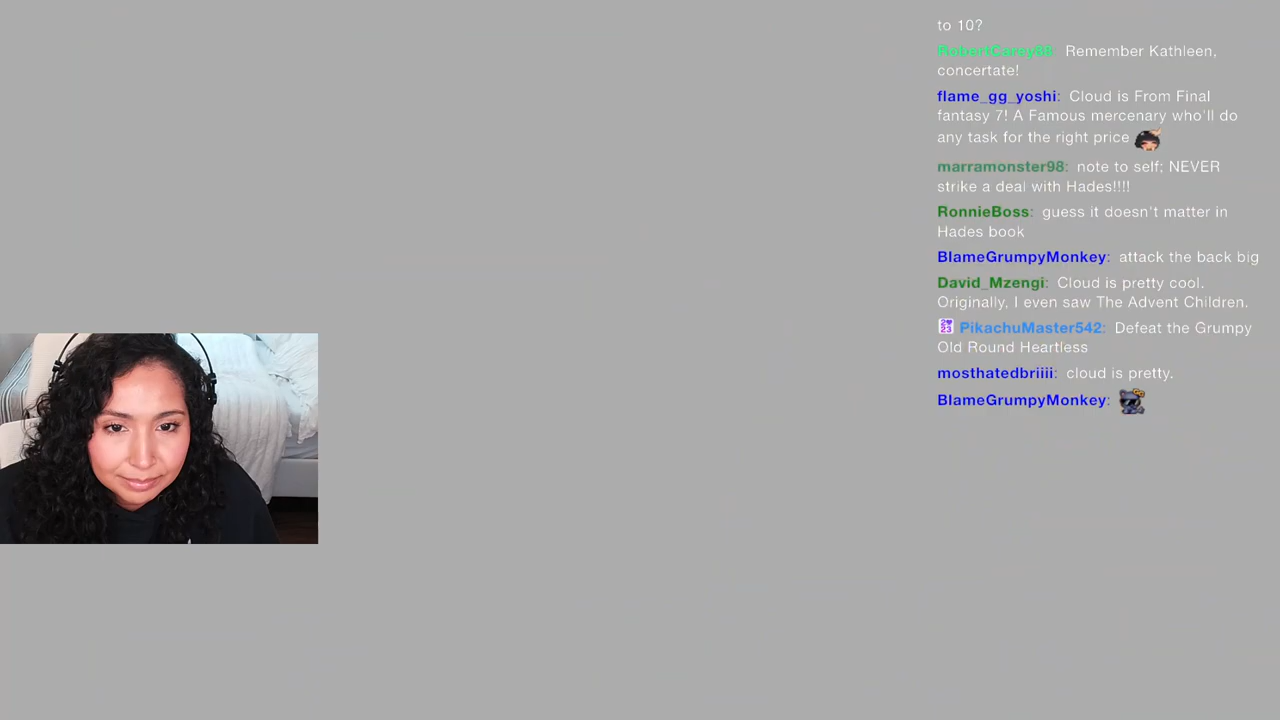 to 10?
RobertCarey88: Remember Kathleen,
concertate!
flame_gg_yoshi: Cloud is From Final
fantasy 7! A Famous mercenary who'll do
any task for the right price
marramonster98: note to self; NEVER
strike a deal with Hades!!!!
RonnieBoss: guess it doesn't matter in
Hades book
BlameGrumpyMonkey: attack the back big
David_Mzengi: Cloud is pretty cool.
Originally, I even saw The Advent Children.
PikachuMaster542: Defeat the Grumpy
Old Round Heartless
mosthatedbriiii: cloud is pretty.
BlameGrumpyMonkey: